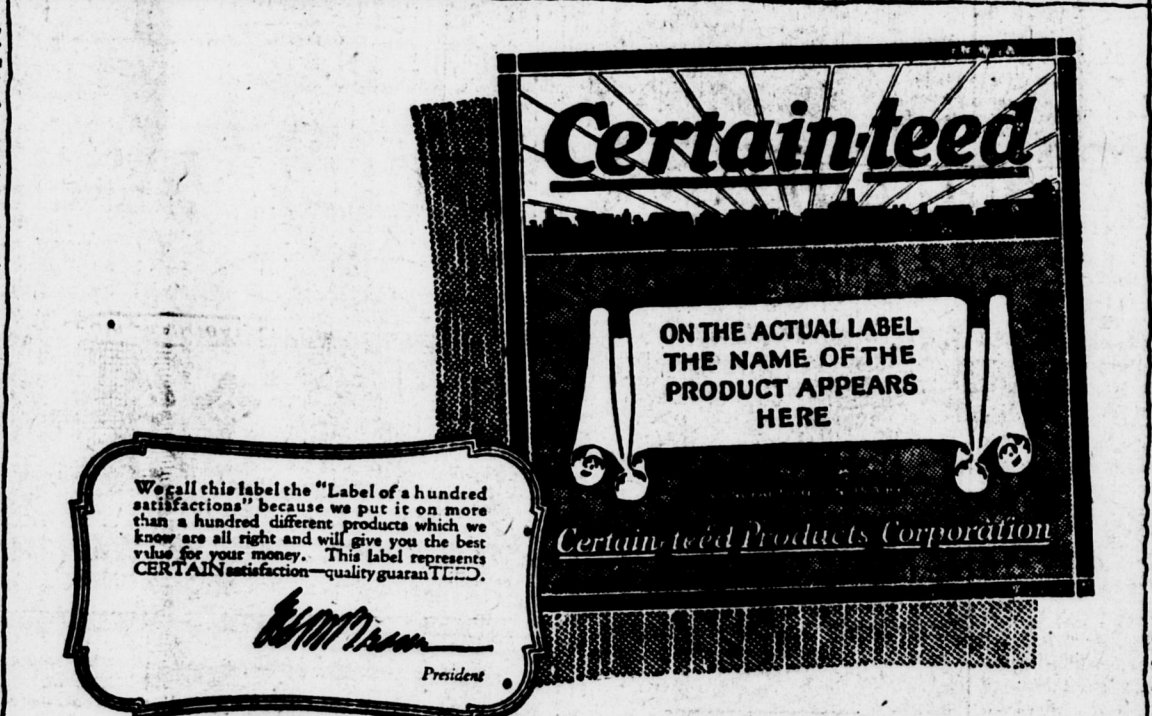 Certain-teed
ON THE ACTUAL LABEL
THE NAME OF THE
PRODUCT APPEARS
HERE
Certain-teed Products Corporation
We call this label the "Label of a hundred
satisfactions" because we put it on more
than a hundred different products which we
know are all right and will give you the best
value for your money. This label represents
CERTAIN satisfaction—quality guaranTEED.
President